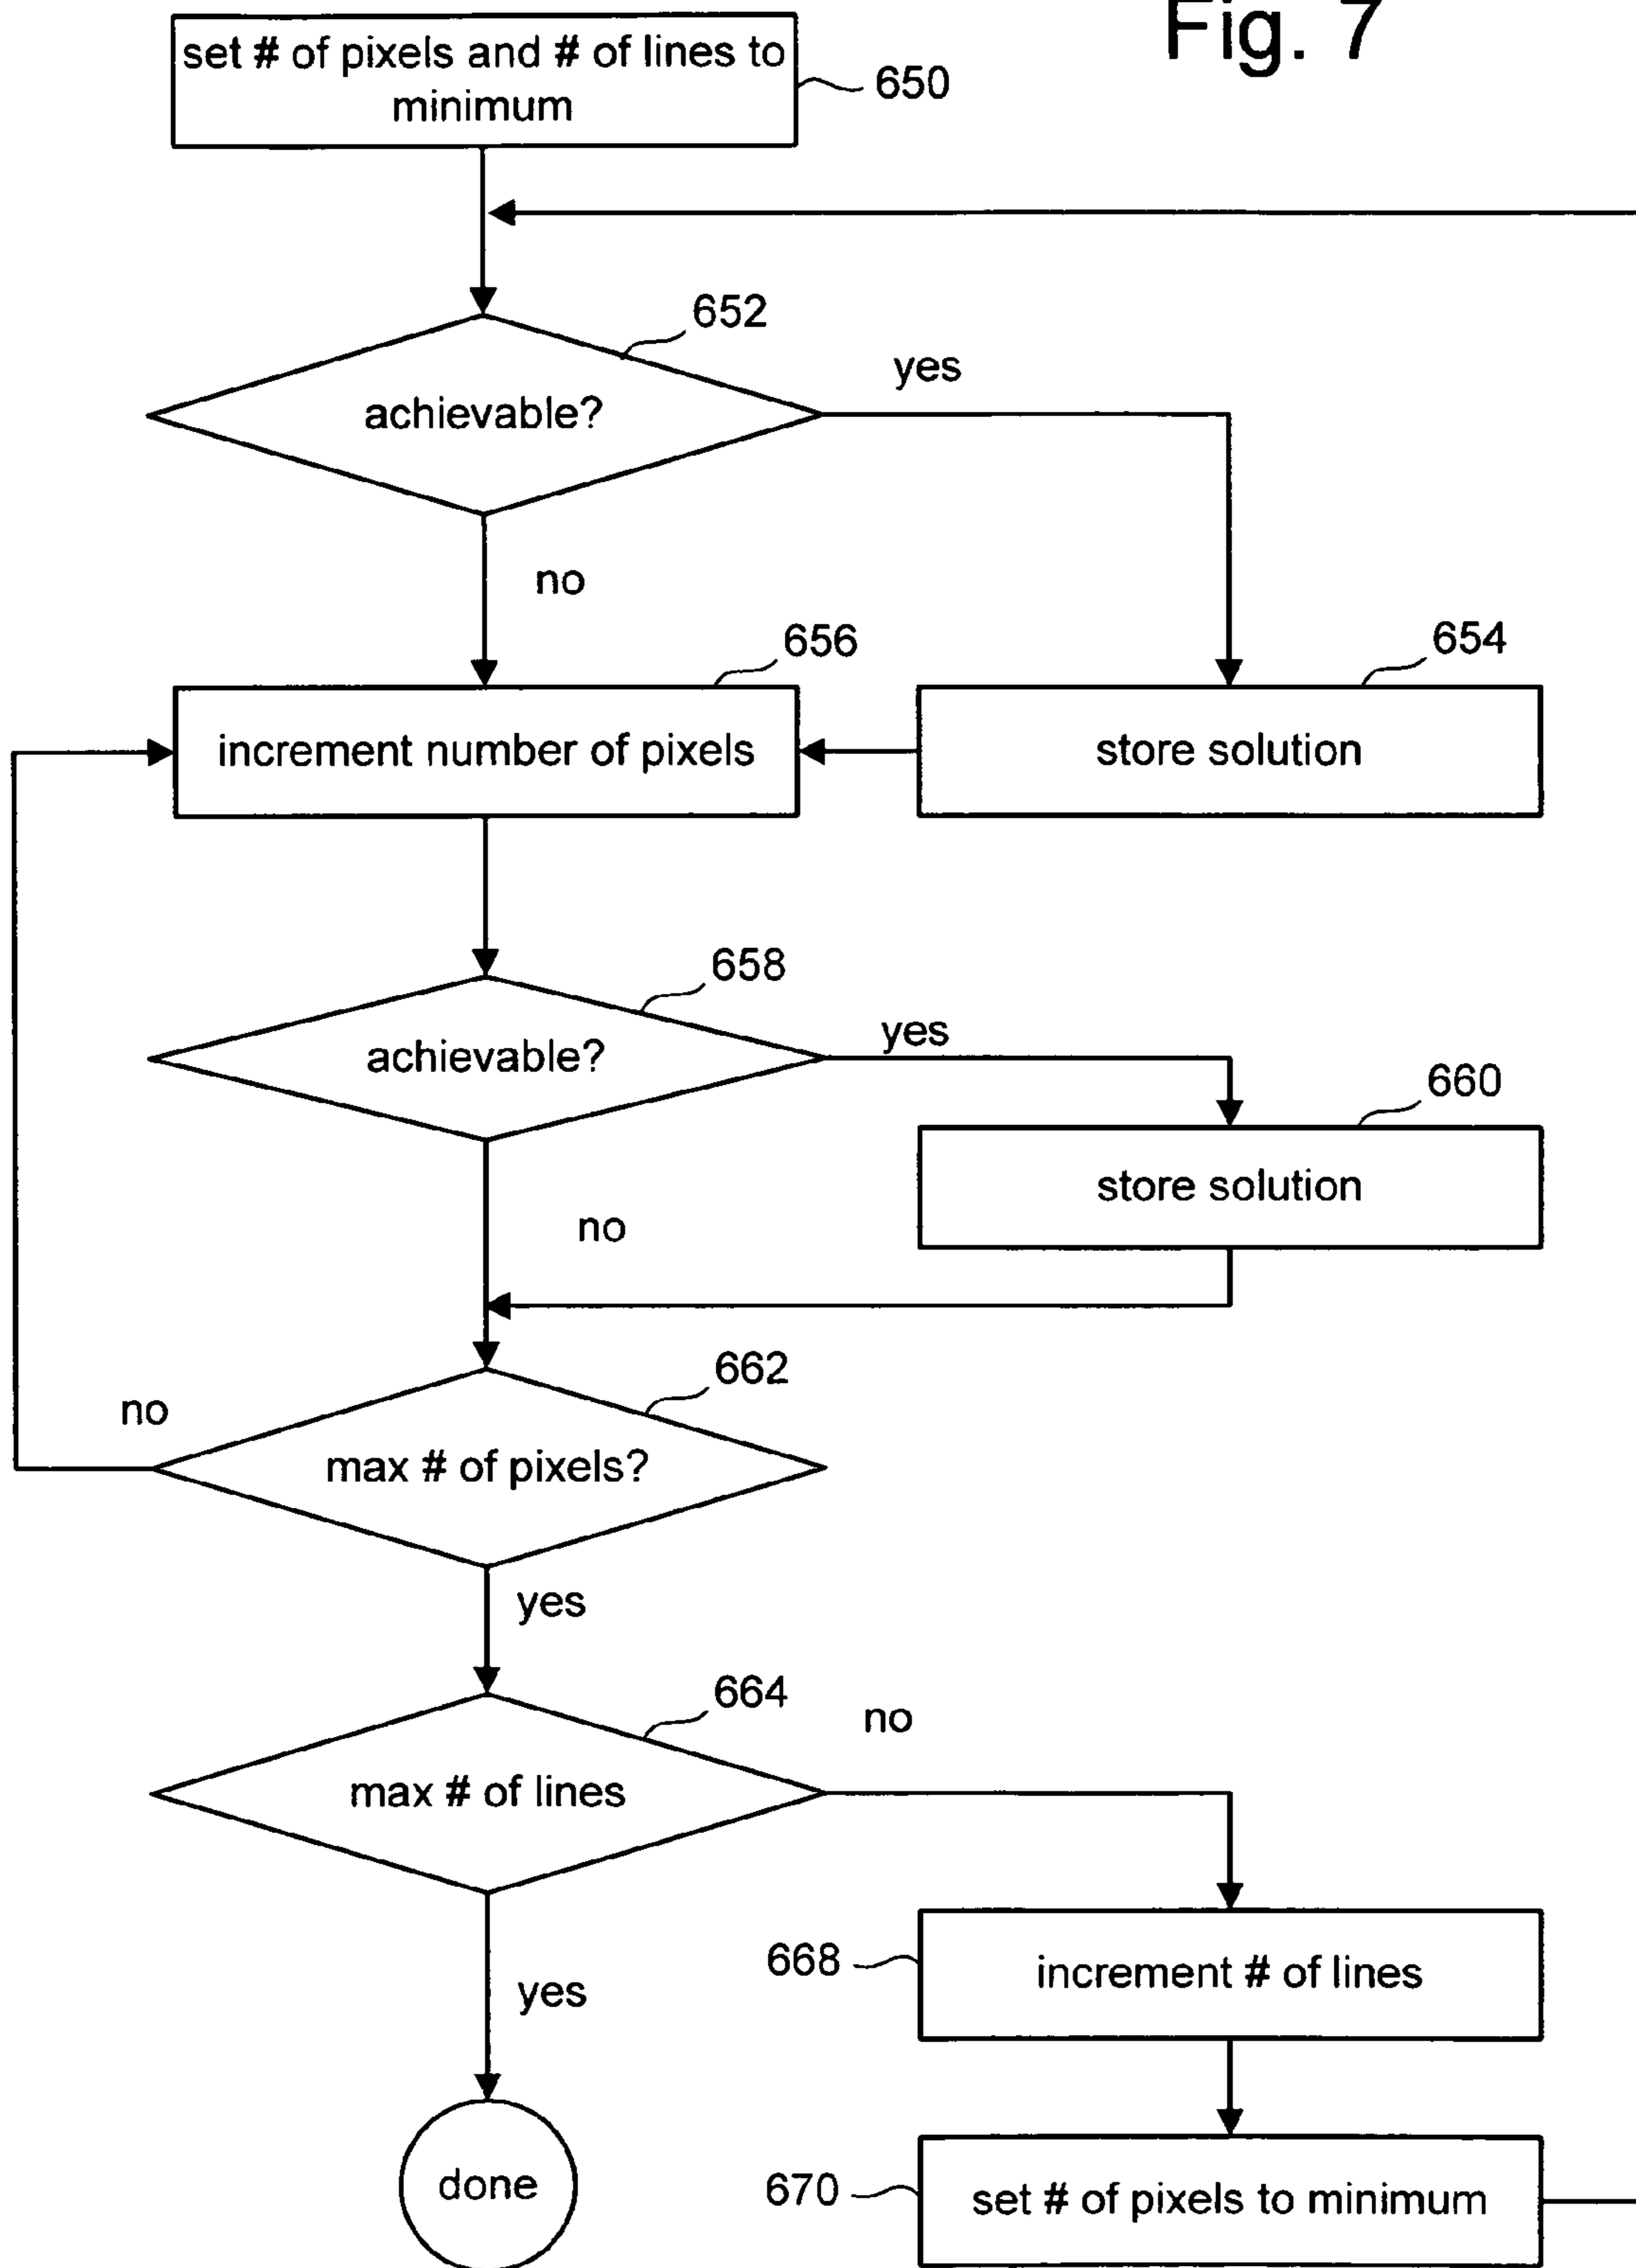 Fig. 7
set # of pixels and # of lines to
minimum
650
652
achievable?
yes
no
656
654
increment number of pixels
store solution
658
achievable?
yes
660
store solution
no
662
no
max # of pixels?
yes
664
no
max # of lines
668
increment # of lines
yes
done
670
set # of pixels to minimum